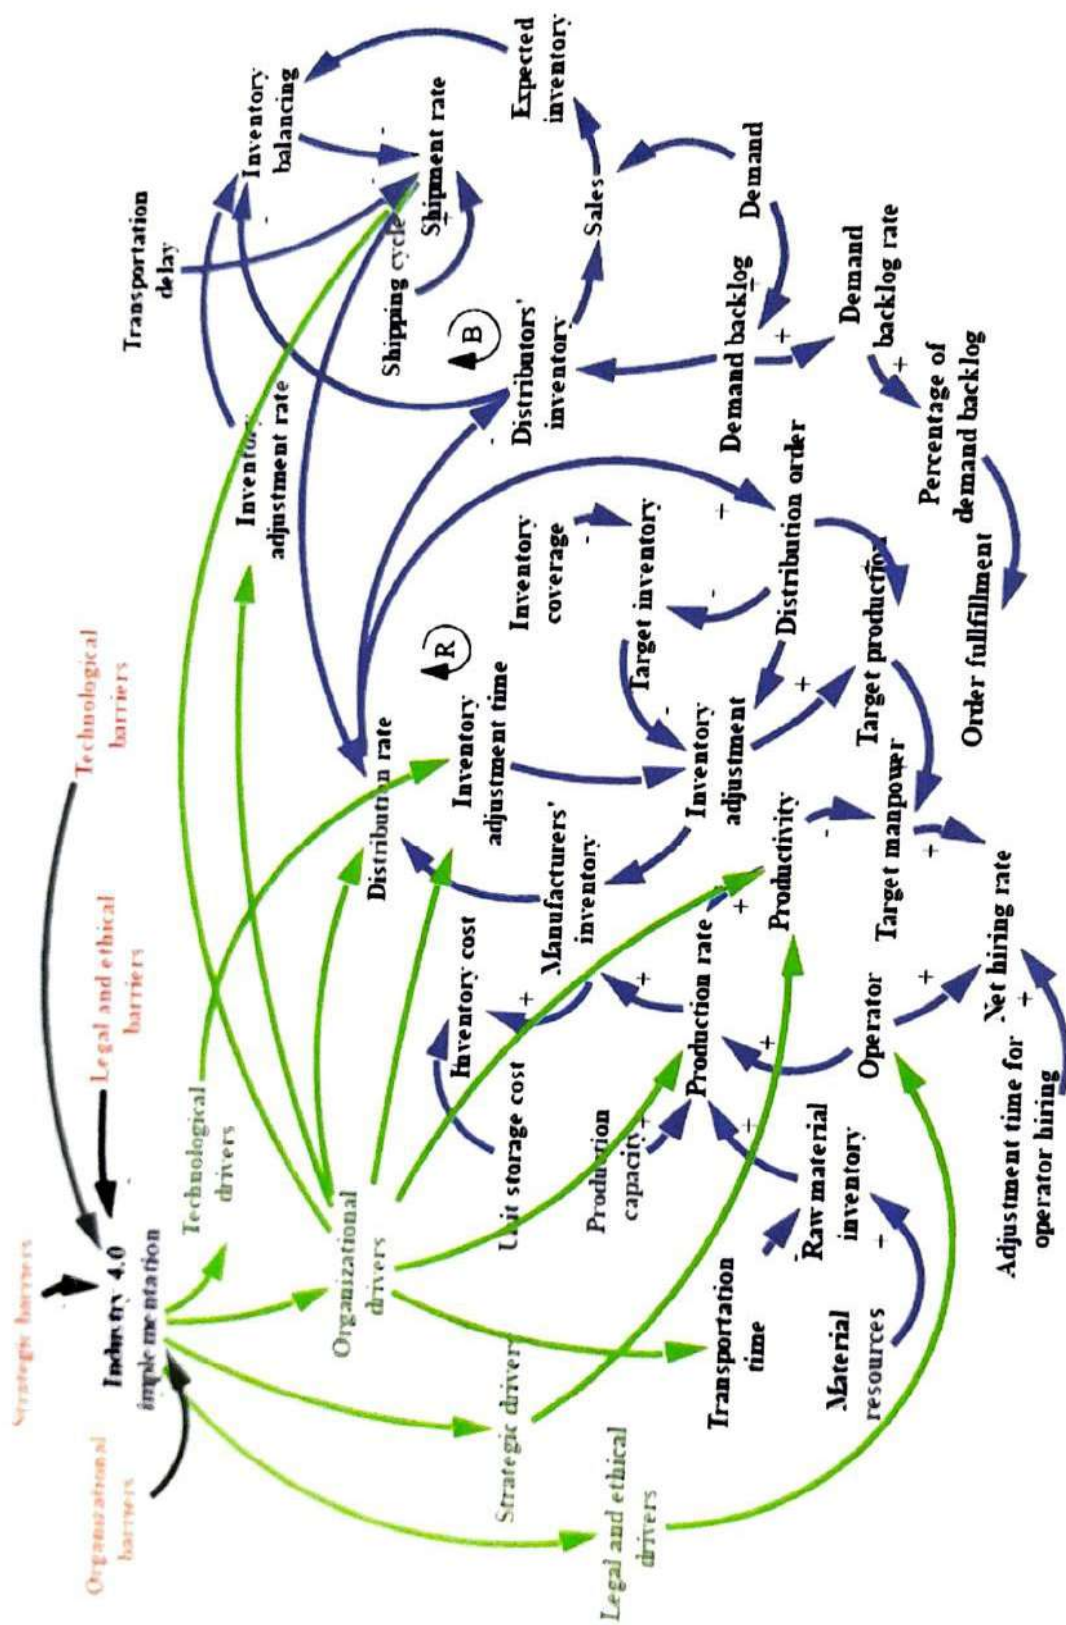 Strategic barriers
Organizational
barriers
Industry 4.0
implementation
Legal and ethical
barriers
Technological
barriers
Technological
drivers
Organizational
drivers
Strategic drivers
Legal and ethical
drivers
Transportation
delay
Inventory
balancing
Inventory
adjustment rate
Shipping cycle
Shipment rate
Distribution rate
B
R
Inventory
adjustment time
Distributors'
inventory
Expected
inventory
Sales
Demand
Inventory cost
Unit storage cost
Manufacturers'
inventory
Inventory
coverage
Target inventory
Production
capacity
Production rate
Inventory
adjustment
Distribution order
Demand backlog
Demand
backlog rate
Percentage of
demand backlog
Order fullfillment
Productivity
Target production
Target manpower
Transportation
time
Raw material
inventory
Material
resources
Operator
Net hiring rate
Adjustment time for
operator hiring